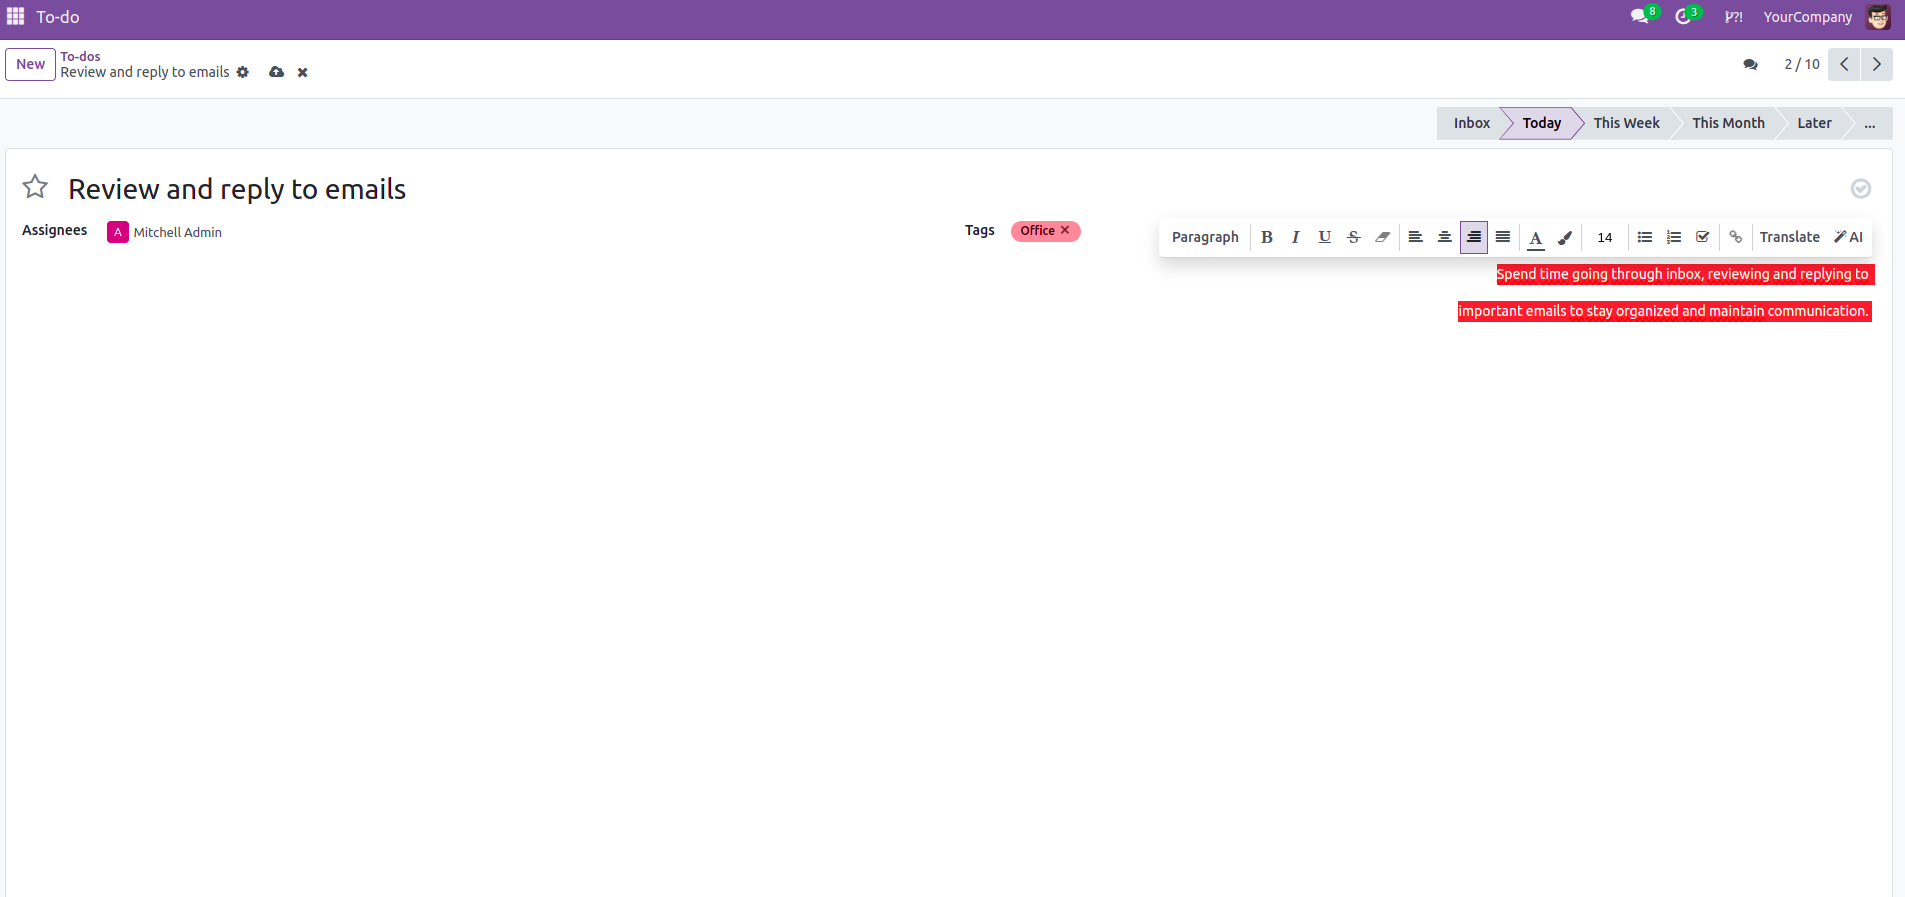 To-do
8
3
?!
YourCompany
New
To-dos
Review and reply to emails
2 / 10
Inbox
Today
This Week
This Month
Later
...
Review and reply to emails
Assignees
A
Mitchell Admin
Tags
Office ✕
Paragraph
B
I
U
S
A
14
Translate
AI
Spend time going through inbox, reviewing and replying to
important emails to stay organized and maintain communication.